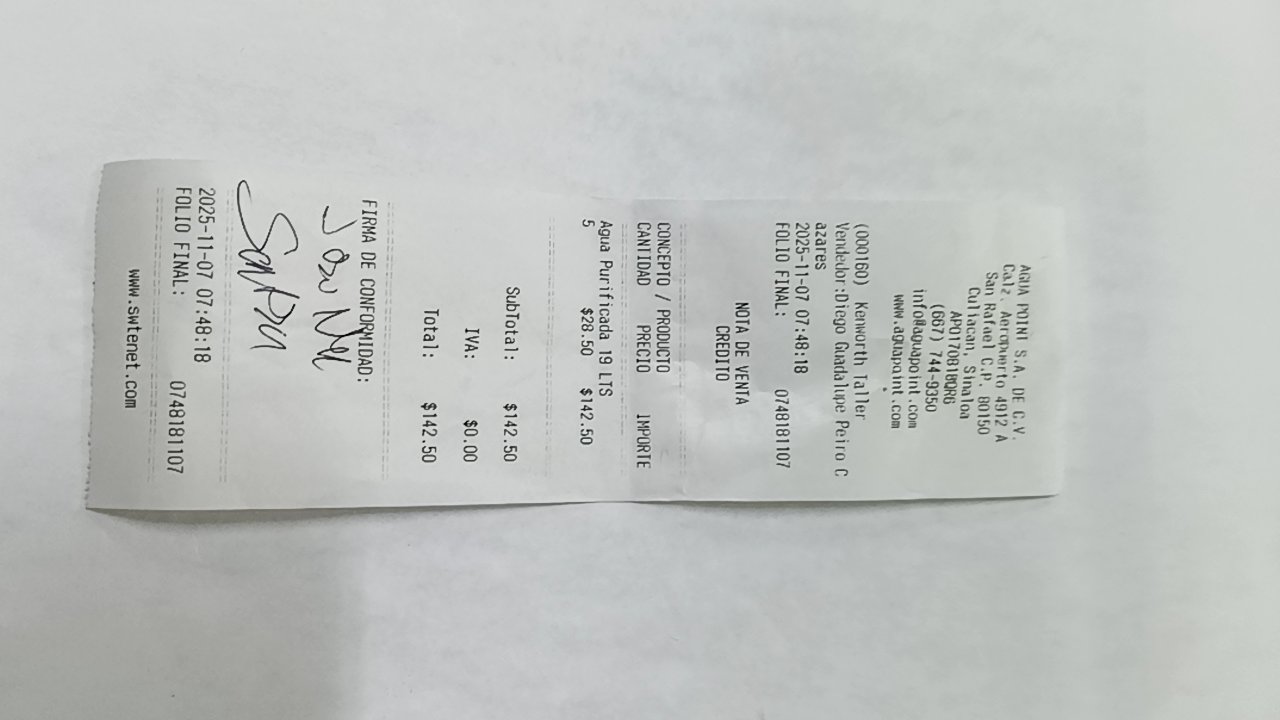 AGUA POINT S.A. DE C.V.
Calz. Aeropuerto 4912 A
San Rafael C.P. 80150
Culiacan, Sinaloa
(667) 744-9350
info@aguapoint.com
www.aguapoint.com
(000160) Kenworth Taller
Vendedor:Diego Guadalupe Peiro C
azares
2025-11-07 07:48:18
FOLIO FINAL: 0748181107
NOTA DE VENTA
CREDITO
CONCEPTO / PRODUCTO
CANTIDAD PRECIO IMPORTE
Agua Purificada 19 LTS
5 $28.50 $142.50
SubTotal: $142.50
IVA: $0.00
Total: $142.50
FIRMA DE CONFORMIDAD:
2025-11-07 07:48:18
FOLIO FINAL: 0748181107
www.swtenet.com